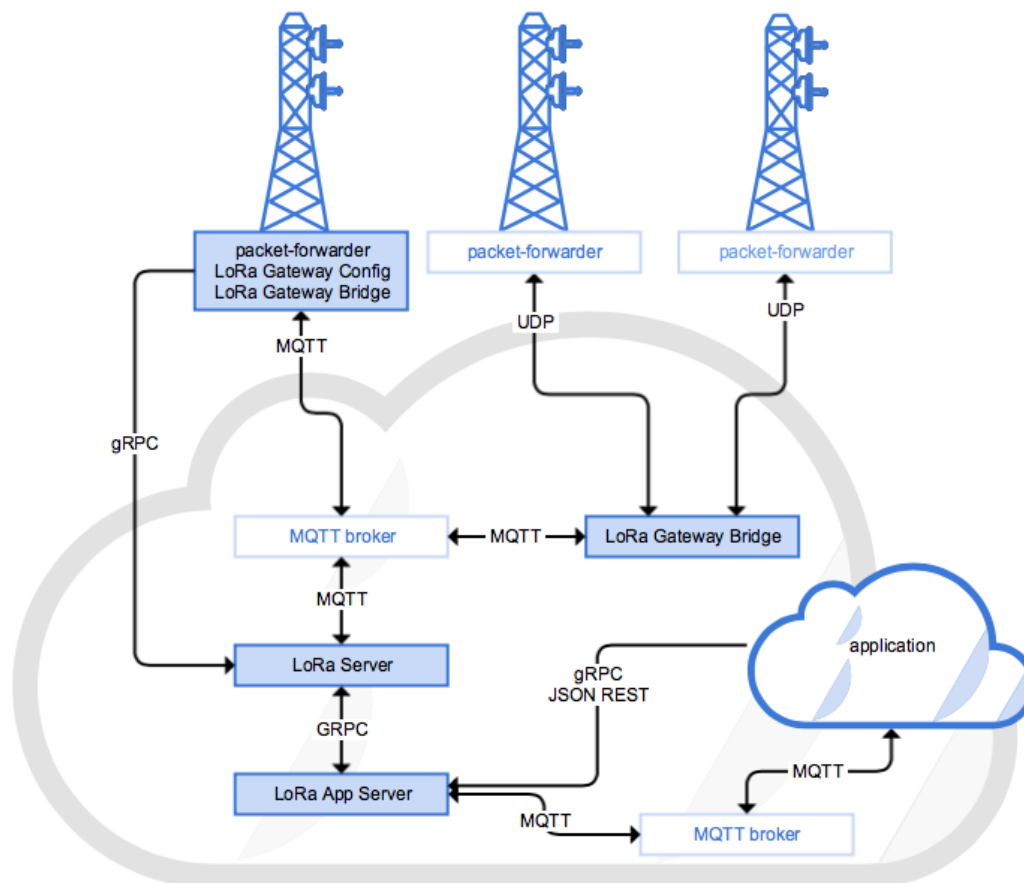 packet-forwarder
LoRa Gateway Config
LoRa Gateway Bridge
packet-forwarder
packet-forwarder
UDP
UDP
MQTT
gRPC
MQTT broker
MQTT
LoRa Gateway Bridge
MQTT
LoRa Server
gRPC
JSON REST
application
GRPC
LoRa App Server
MQTT
MQTT
MQTT broker